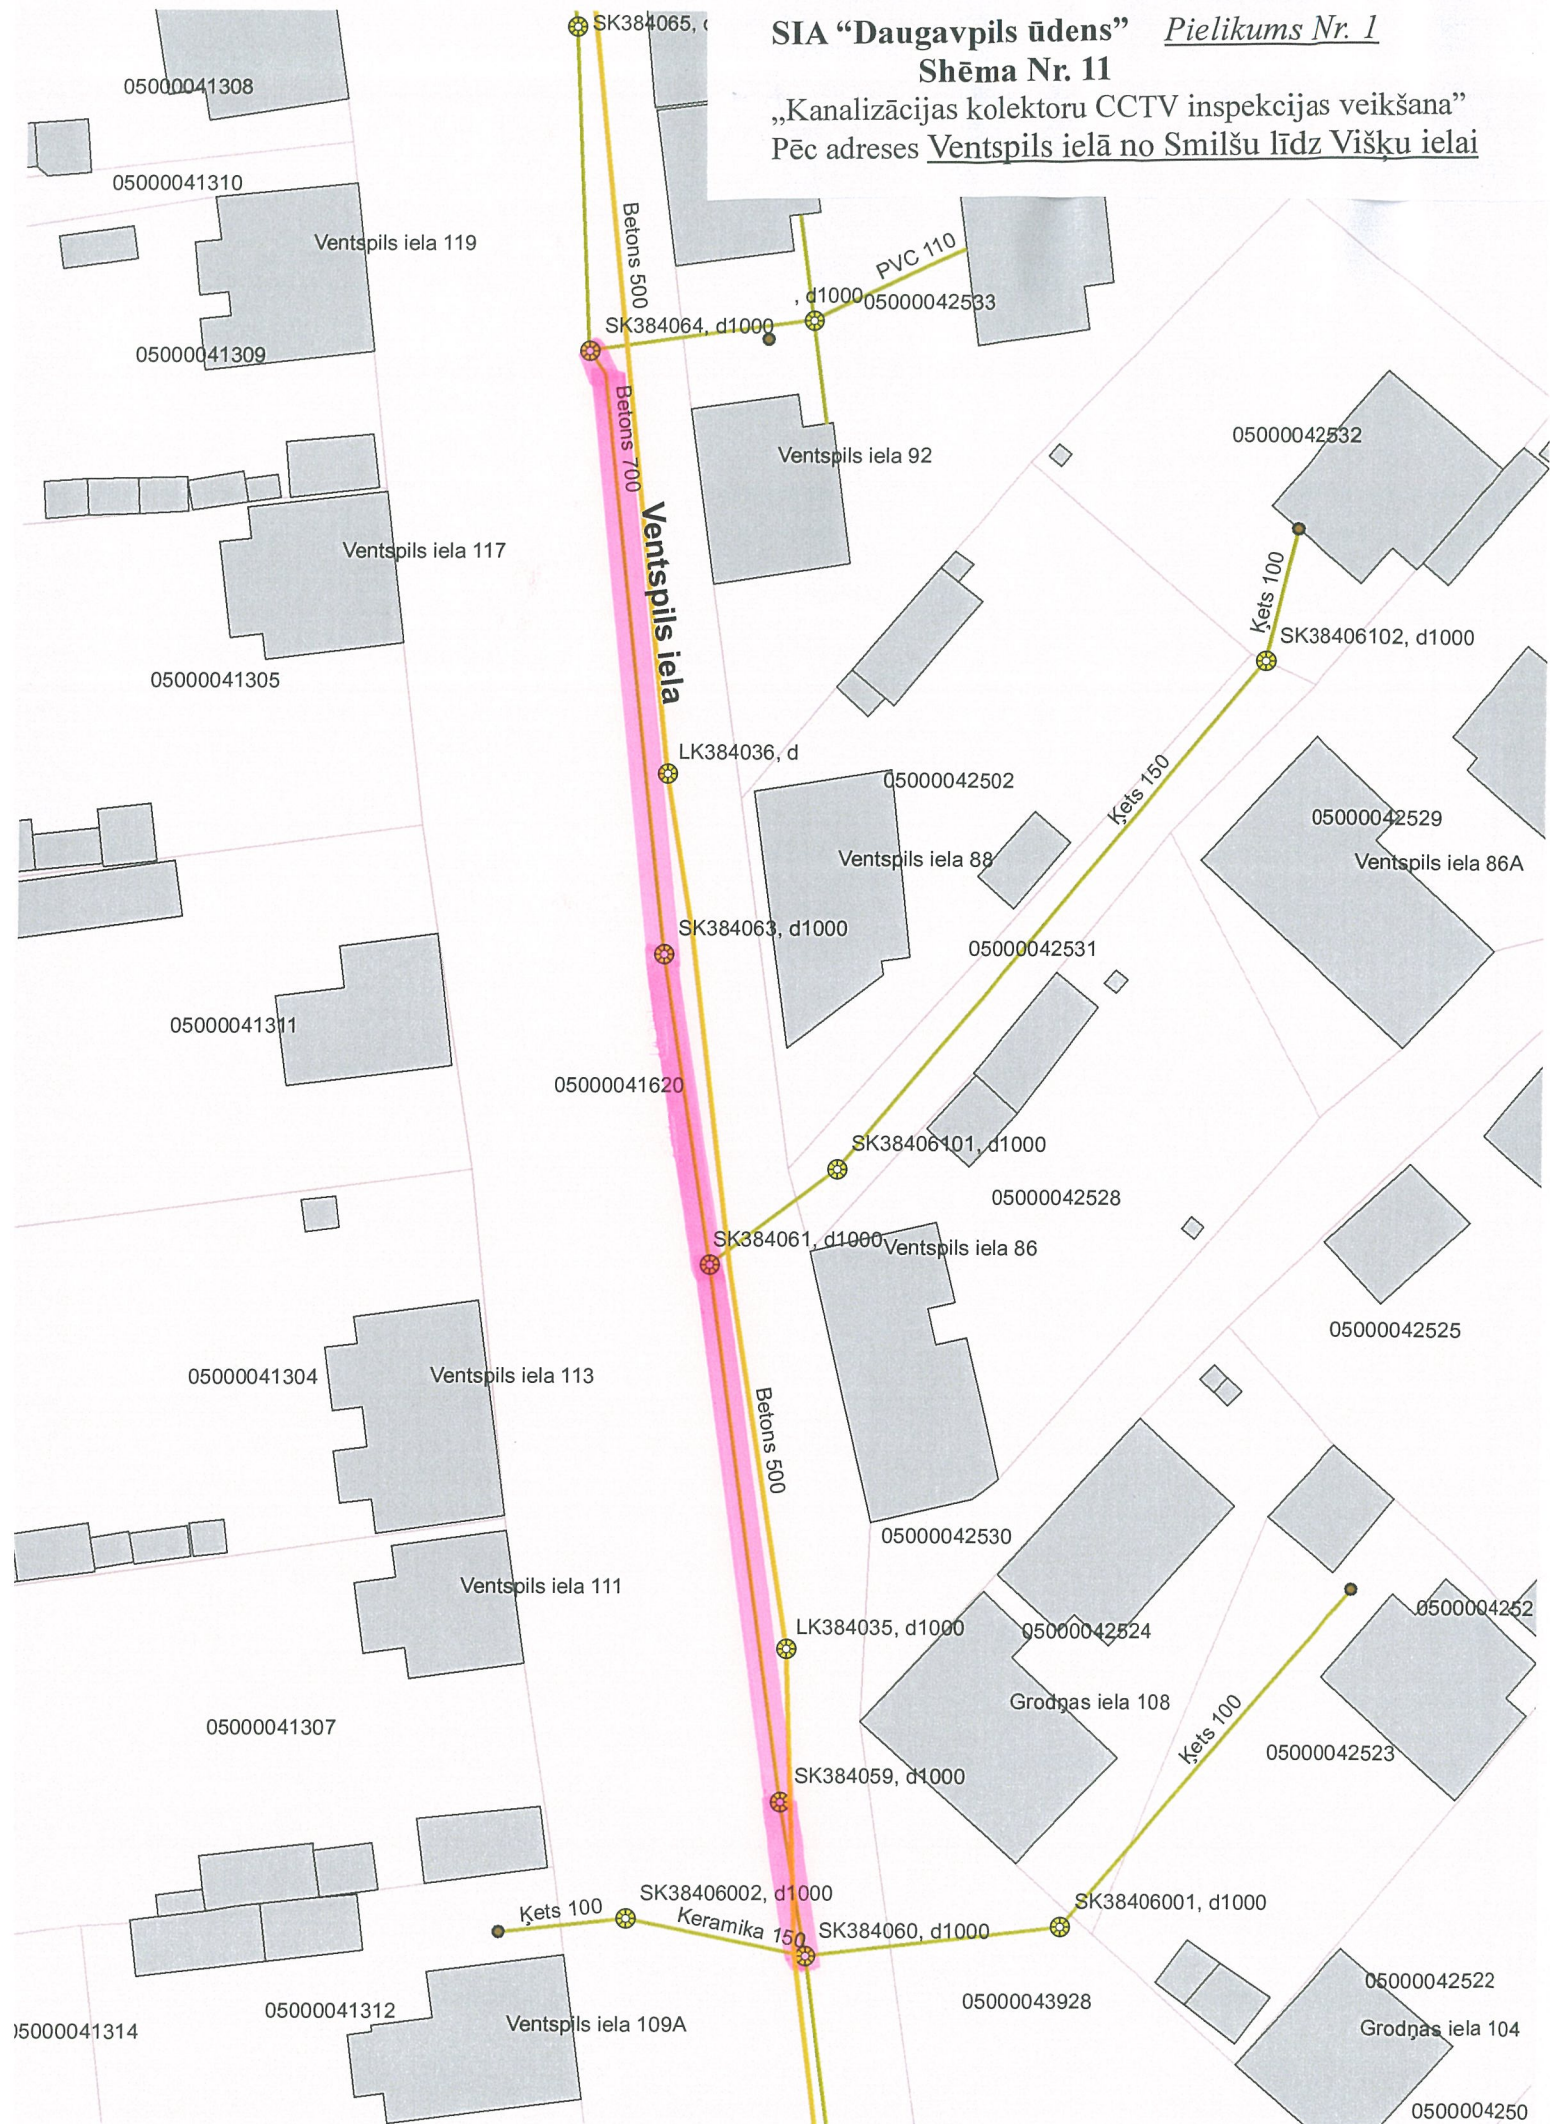 SIA “Daugavpils ūdens” Pielikums Nr. 1
Shēma Nr. 11
„Kanalizācijas kolektoru CCTV inspekcijas veikšana”
Pēc adreses Ventspils ielā no Smilšu līdz Višķu ielai
SK384065,
05000041308
05000041310
Ventspils iela 119
Betons 500
PVC 110
, d1000
05000042533
SK384064, d1000
05000041309
Betons 700
Ventspils iela 92
05000042532
Ventspils iela
Ventspils iela 117
Ķets 100
SK38406102, d1000
05000041305
LK384036, d
05000042502
Ķets 150
05000042529
Ventspils iela 88
Ventspils iela 86A
SK384063, d1000
05000042531
05000041311
05000041620
SK38406101, d1000
05000042528
SK384061, d1000
Ventspils iela 86
05000042525
05000041304
Ventspils iela 113
Betons 500
05000042530
Ventspils iela 111
0500004252
LK384035, d1000
05000042524
Grodņas iela 108
Ķets 100
05000041307
05000042523
SK384059, d1000
SK38406002, d1000
SK38406001, d1000
Ķets 100
Keramika 150
SK384060, d1000
05000042522
05000043928
05000041312
Ventspils iela 109A
Grodņas iela 104
05000041314
0500004250